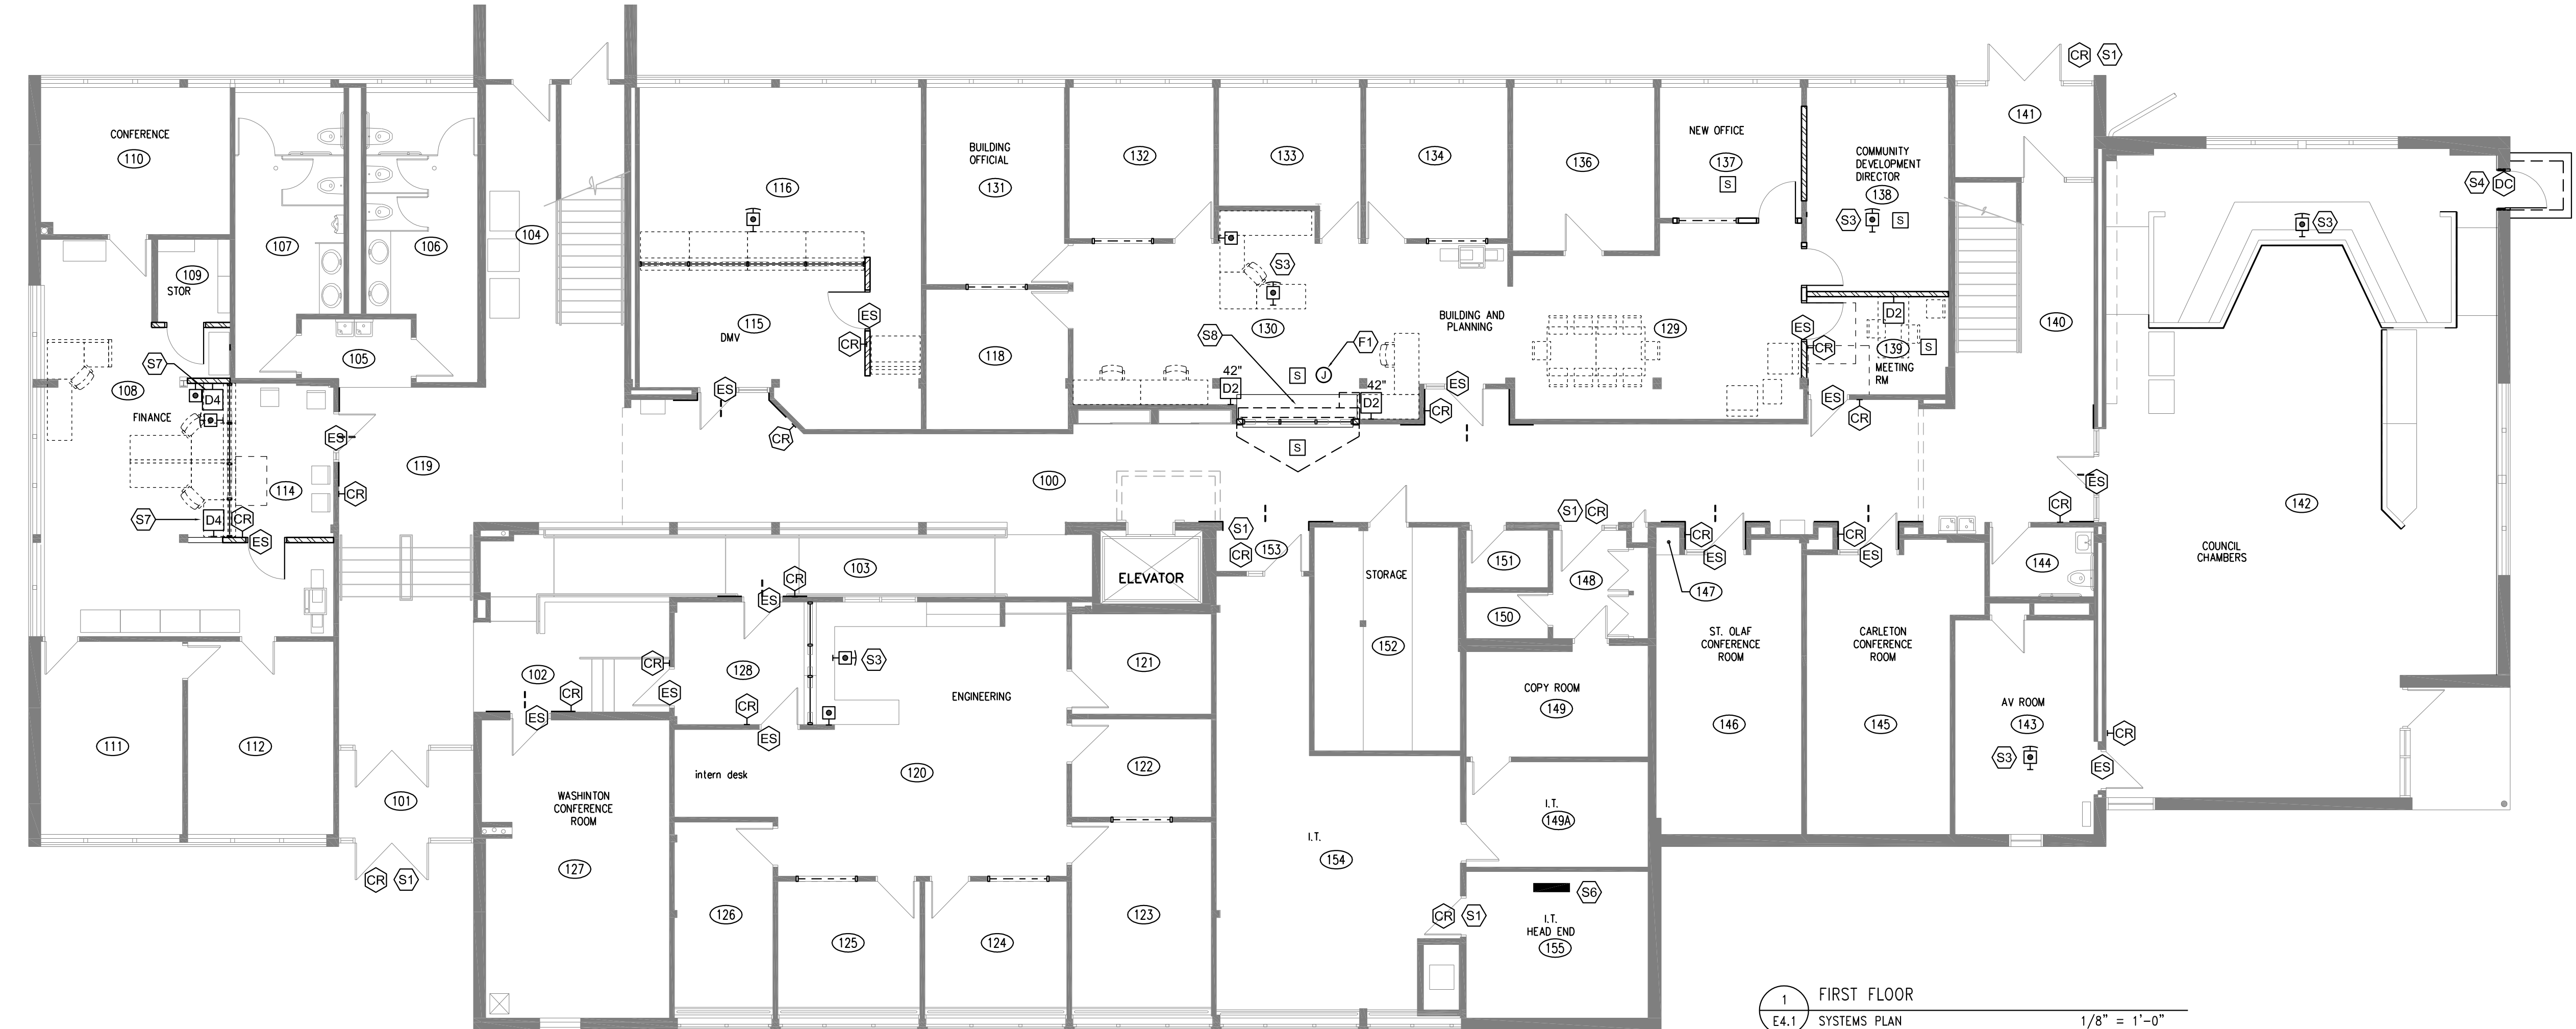 CR S1
CONFERENCE
110
107
106
104
109
STOR
116
BUILDING
OFFICIAL
131
132
133
134
136
NEW OFFICE
137
S
COMMUNITY
DEVELOPMENT
DIRECTOR
138
S3
S
141
S4 DC
S3
S3
105
115
DMV
ES
CR
118
130
S8
F1
S
J
42"
D2
42"
D2
BUILDING AND
PLANNING
129
ES
CR
D2
139
S
MEETING
RM
140
S7
108
D4
FINANCE
ES
119
114
CR
S7
D4
CR
ES
ES
CR
S
ES
CR
ES
CR
100
ES
CR
142
COUNCIL
CHAMBERS
S1
CR
153
S1 CR
103
CR
ES
ELEVATOR
STORAGE
152
151
148
150
CR
ES
147
CR
ES
144
102
CR
ES
CR
ES
128
CR
ES
S3
ENGINEERING
121
122
intern desk
120
111
112
101
CR S1
WASHINTON
CONFERENCE
ROOM
127
126
125
124
123
COPY ROOM
149
I.T.
149A
I.T.
154
CR S1
S6
I.T.
HEAD END
155
ST. OLAF
CONFERENCE
ROOM
146
CARLETON
CONFERENCE
ROOM
145
AV ROOM
143
S3
CR
ES
1
E4.1
FIRST FLOOR
SYSTEMS PLAN
1/8" = 1'-0"